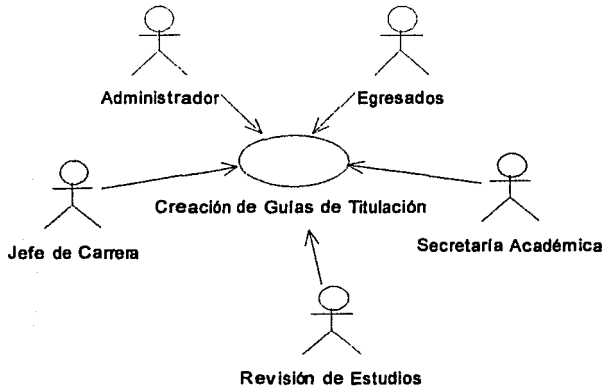 Administrador
Egresados
Creación de Guías de Titulación
Jefe de Carrera
Secretaría Académica
Revisión de Estudios